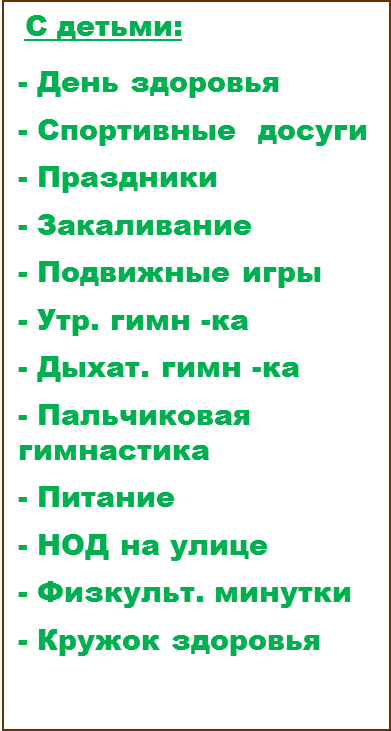 С детьми:
- День здоровья
- Спортивные  досуги
- Праздники
- Закаливание
- Подвижные игры
- Утр. гимн -ка
- Дыхат. гимн -ка
- Пальчиковая
гимнастика
- Питание
- НОД на улице
- Физкульт. минутки
- Кружок здоровья